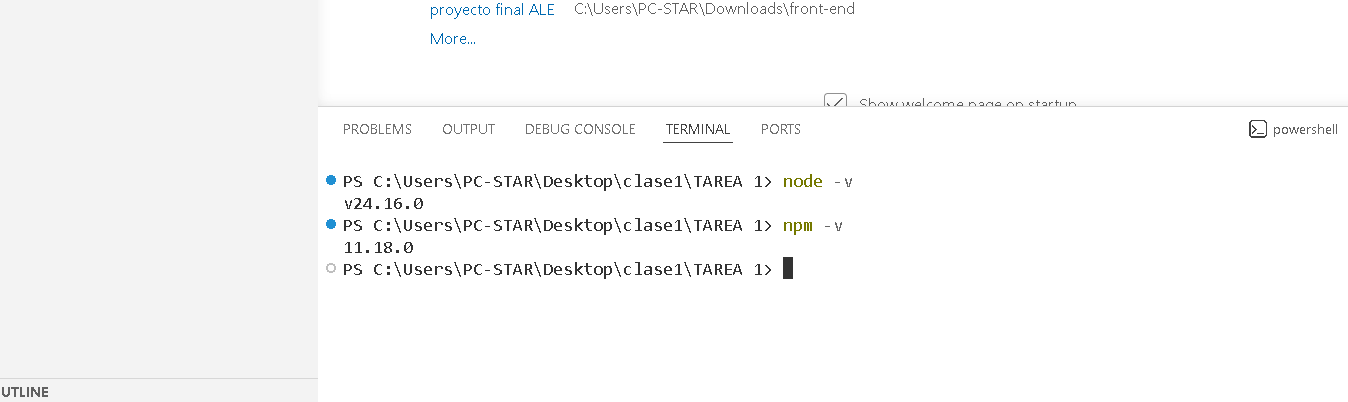 proyecto final ALE C:\Users\PC-STAR\Downloads\front-end
More...
Show welcome page on startup
PROBLEMS OUTPUT DEBUG CONSOLE TERMINAL PORTS powershell
PS C:\Users\PC-STAR\Desktop\clase1\TAREA 1> node -v
v24.16.0
PS C:\Users\PC-STAR\Desktop\clase1\TAREA 1> npm -v
11.18.0
PS C:\Users\PC-STAR\Desktop\clase1\TAREA 1>
UTLINE